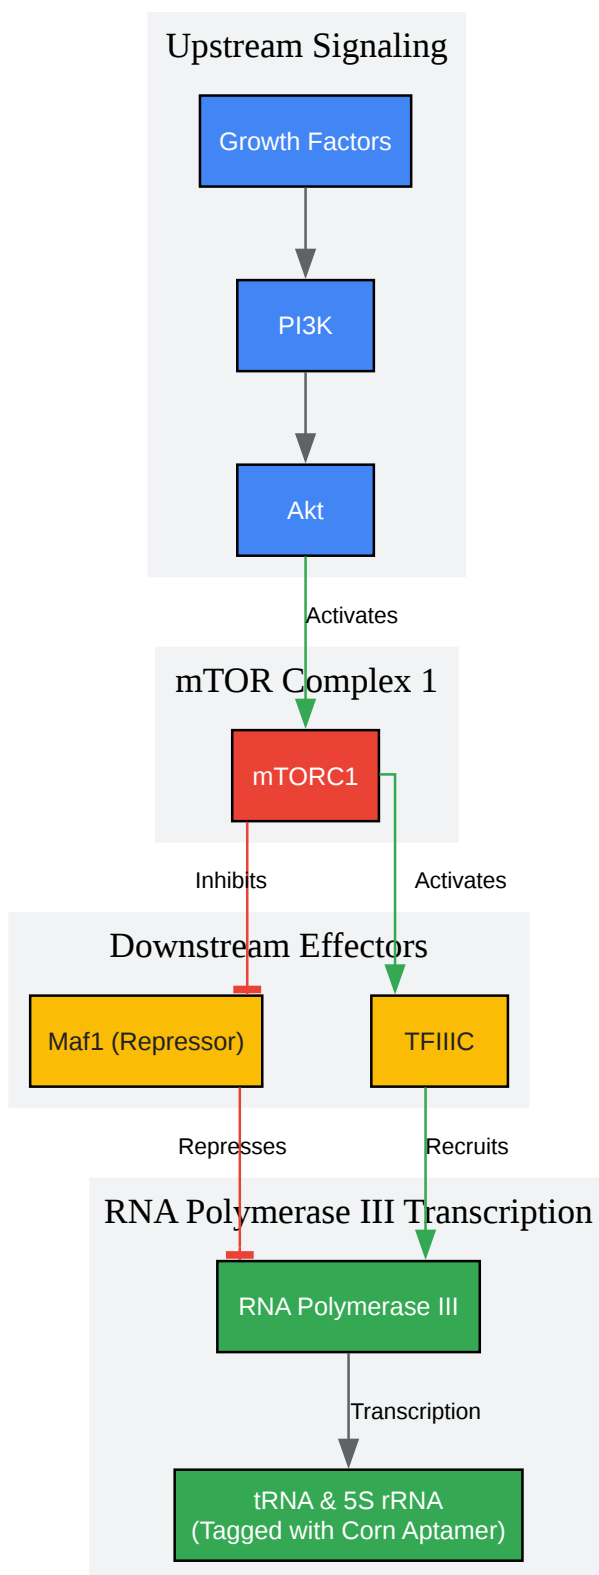 Upstream Signaling
Growth Factors
PI3K
Akt
Activates
mTOR Complex 1
mTORC1
Inhibits
Activates
Downstream Effectors
Maf1 (Repressor)
TFIIIC
Represses
Recruits
RNA Polymerase III Transcription
RNA Polymerase III
Transcription
tRNA & 5S rRNA
(Tagged with Corn Aptamer)